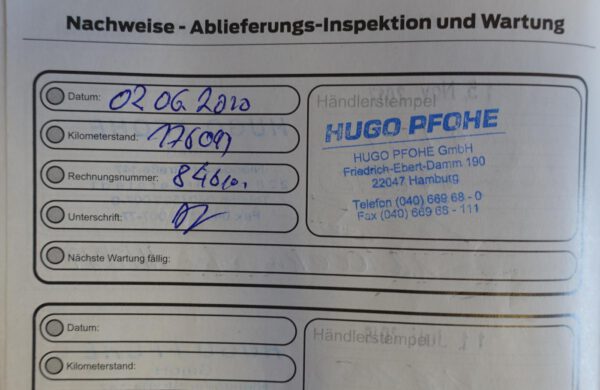 Nachweise - Ablieferungs-Inspektion und Wartung
Datum: 02 06 2020
Kilometerstand:
Rechnungsnummer:
Unterschrift:
Nächste Wartung fällig:
Händlerstempel
HUGO PFOHE
HUGO PFOHE GmbH
Friedrich-Ebert-Damm 190
22047 Hamburg
Telefon (040) 669 68 - 0
Fax (040) 669 68 - 111
Datum:
Kilometerstand:
Händlerstempel